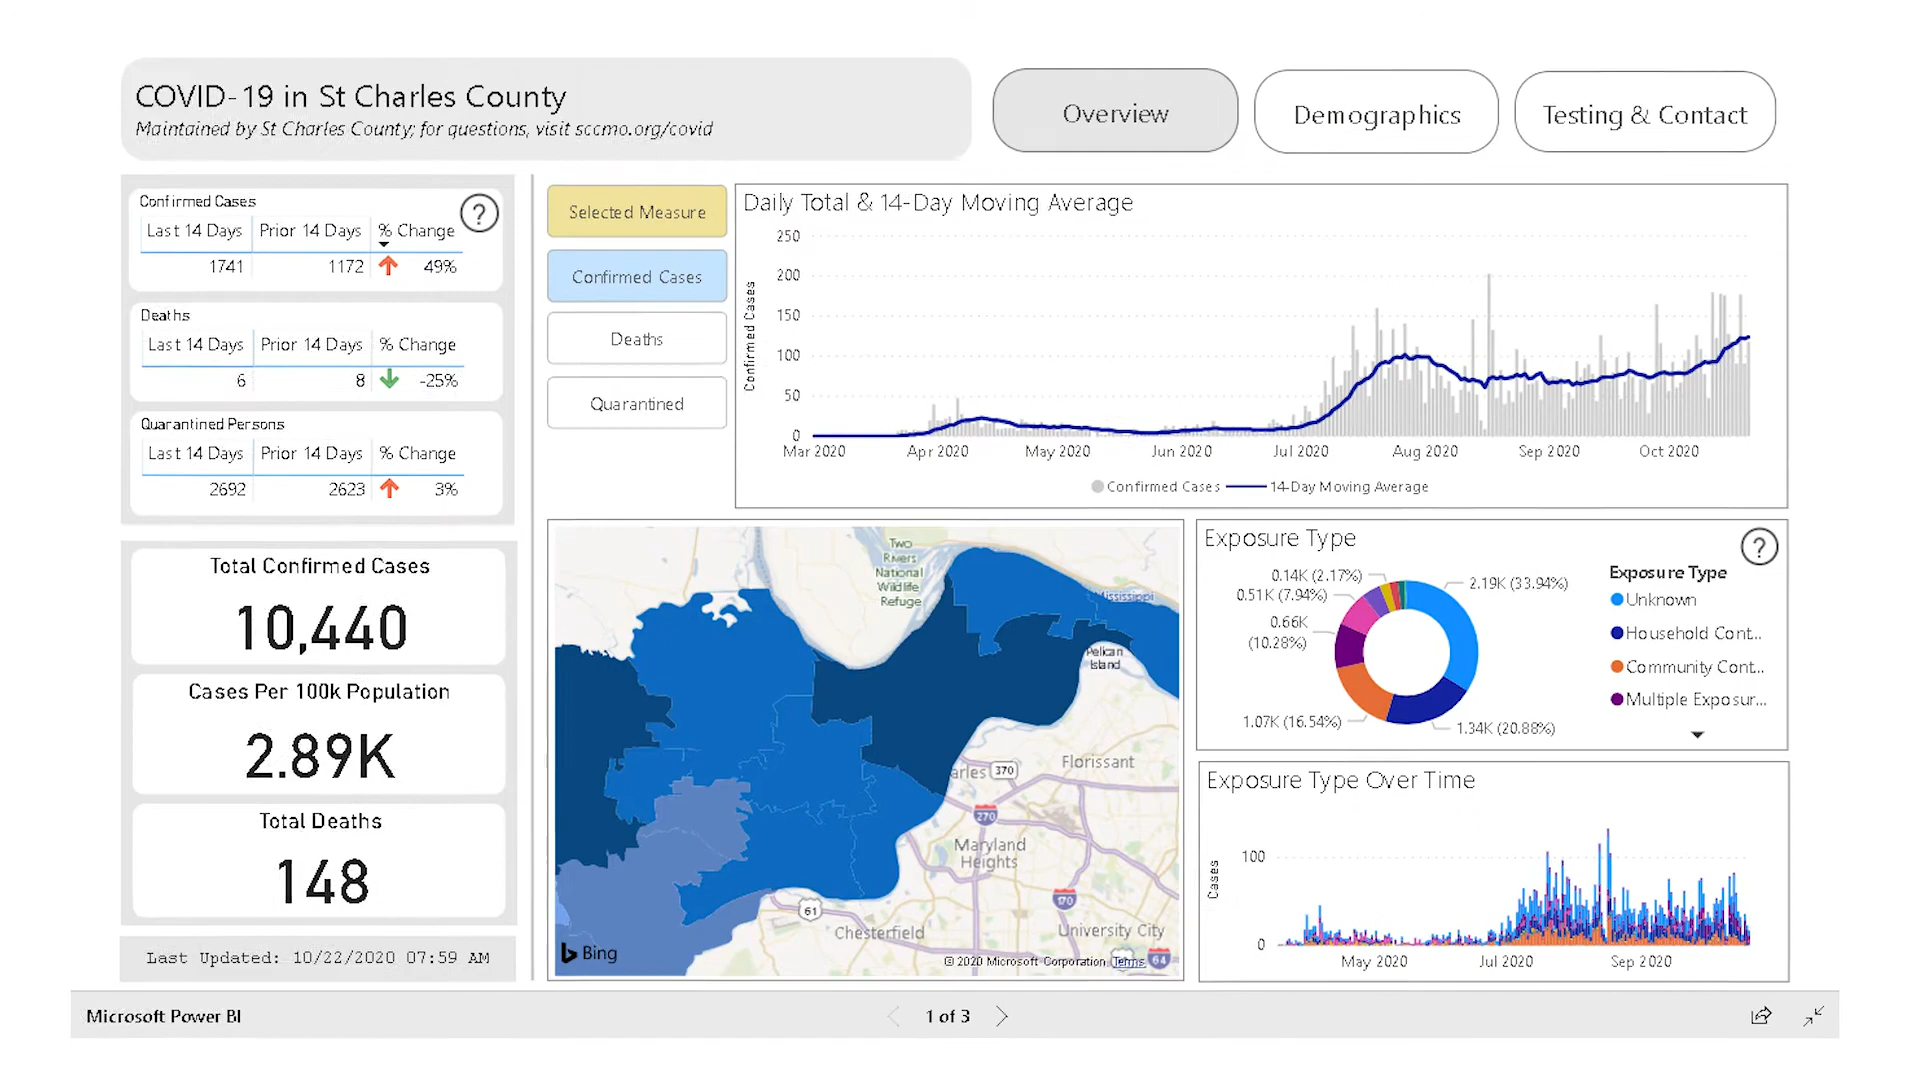 COVID-19 in St Charles County
Maintained by St Charles County; for questions, visit sccmo.org/covid
Overview
Demographics
Testing & Contact
Confirmed Cases
?
Last 14 Days Prior 14 Days % Change
1741 1172 49%
Deaths
Last 14 Days Prior 14 Days % Change
6 8 -25%
Quarantined Persons
Last 14 Days Prior 14 Days % Change
2692 2623 3%
Total Confirmed Cases
10,440
Cases Per 100k Population
2.89K
Total Deaths
148
Last Updated: 10/22/2020 07:59 AM
Selected Measure
Confirmed Cases
Deaths
Quarantined
Daily Total & 14-Day Moving Average
Confirmed Cases
250
200
150
100
50
0
Mar 2020 Apr 2020 May 2020 Jun 2020 Jul 2020 Aug 2020 Sep 2020 Oct 2020
Confirmed Cases 14-Day Moving Average
Two
Rivers
National
Wildlife
Refuge
Mississippi
Pelican
Island
arles
370
Florissant
270
Maryland
Heights
170
61
Chesterfield
University City
64
Bing
© 2020 Microsoft Corporation Terms
Exposure Type
?
0.14K (2.17%)
0.51K (7.94%)
0.66K
(10.28%)
1.07K (16.54%)
2.19K (33.94%)
1.34K (20.88%)
Exposure Type
Unknown
Household Cont...
Community Cont...
Multiple Exposur...
Exposure Type Over Time
Cases
100
0
May 2020 Jul 2020 Sep 2020
Microsoft Power BI
1 of 3